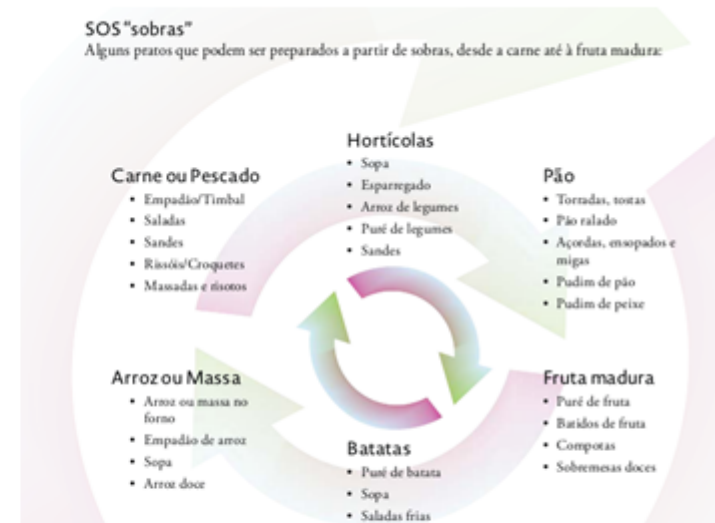 SOS “sobras”
Alguns pratos que podem ser preparados a partir de sobras, desde a carne até à fruta madura:
Hortícolas
• Sopa
• Esparregado
• Arroz de legumes
• Puré de legumes
• Sandes
Carne ou Pescado
• Empadão/Timbal
• Saladas
• Sandes
• Rissóis/Croquetes
• Massadas e risotos
Pão
• Torradas, tostas
• Pão ralado
• Açordas, ensopados e
migas
• Pudim de pão
• Pudim de peixe
Arroz ou Massa
• Arroz ou massa no
forno
• Empadão de arroz
• Sopa
• Arroz doce
Batatas
• Puré de batata
• Sopa
• Saladas frias
Fruta madura
• Puré de fruta
• Batidos de fruta
• Compotas
• Sobremesas doces